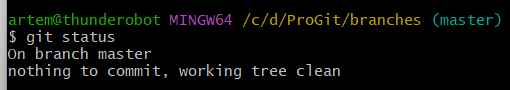 artem@thunderobot MINGW64 /c/d/ProGit/branches (master)
$ git status
On branch master
nothing to commit, working tree clean